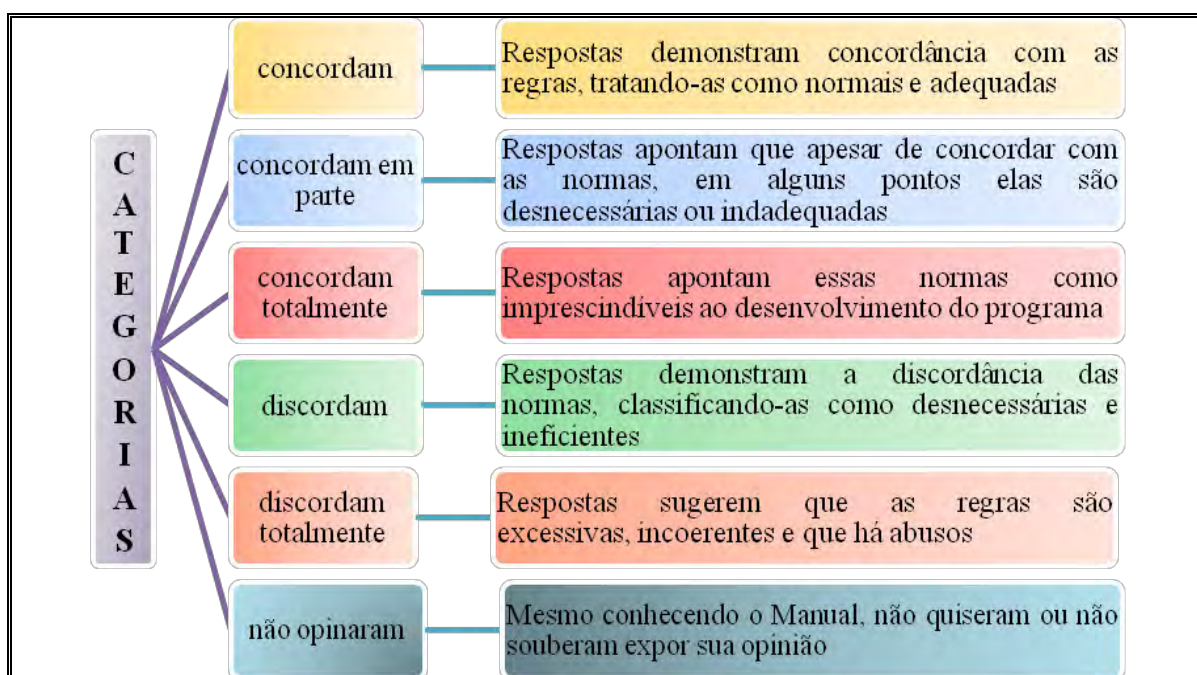 CATEGORIAS
concordam
Respostas demonstram concordância com as
regras, tratando-as como normais e adequadas
concordam em
parte
Respostas apontam que apesar de concordar com
as normas, em alguns pontos elas são
desnecessárias ou indadequadas
concordam
totalmente
Respostas apontam essas normas como
imprescindíveis ao desenvolvimento do programa
discordam
Respostas demonstram a discordância das
normas, classificando-as como desnecessárias e
ineficientes
discordam
totalmente
Respostas sugerem que as regras são
excessivas, incoerentes e que há abusos
não opinaram
Mesmo conhecendo o Manual, não quiseram ou não
souberam expor sua opinião